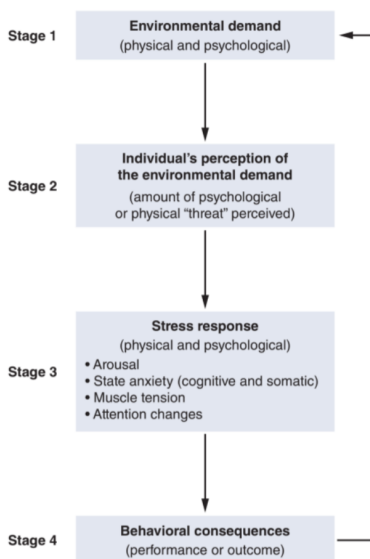 Stage 1
Environmental demand
(physical and psychological)
Stage 2
Individual’s perception of
the environmental demand
(amount of psychological
or physical “threat” perceived)
Stage 3
Stress response
(physical and psychological)
• Arousal
• State anxiety (cognitive and somatic)
• Muscle tension
• Attention changes
Stage 4
Behavioral consequences
(performance or outcome)